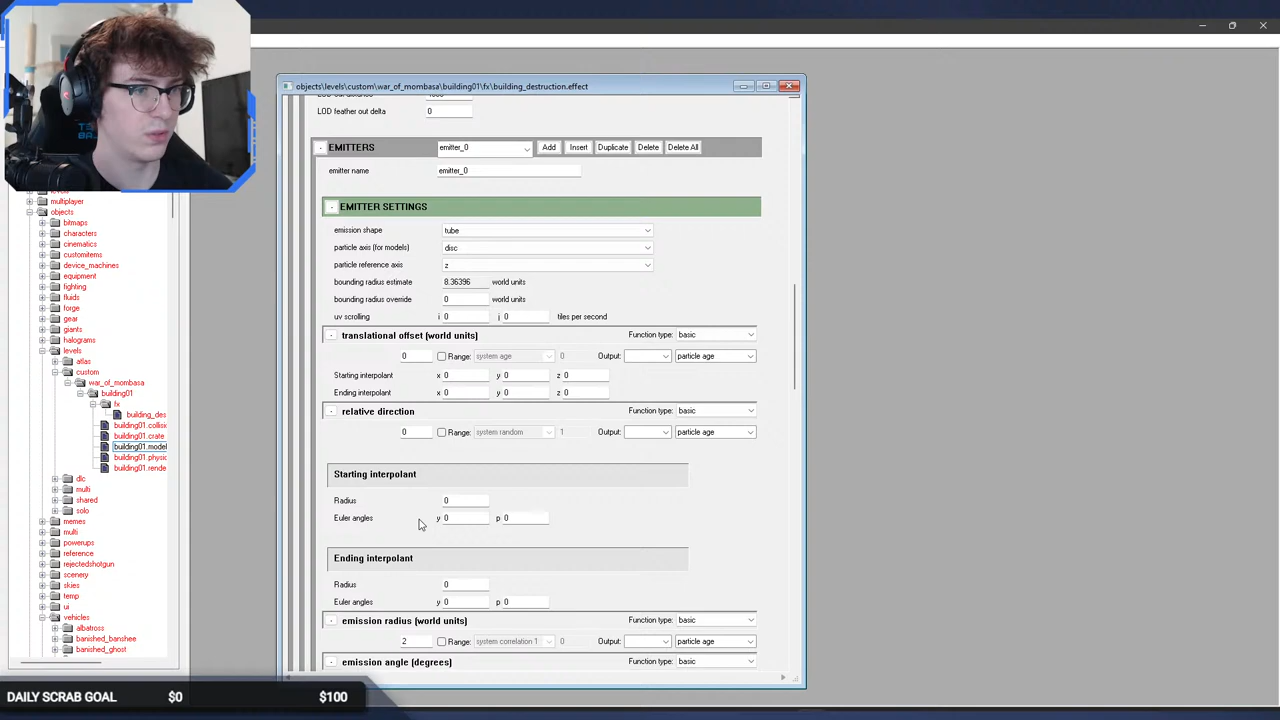 objects\levels\custom\war_of_mombasa\building01\fx\building_destruction.effect
LOD feather out delta 0
- EMITTERS emitter_0 Add Insert Duplicate Delete Delete All
emitter name emitter_0
- EMITTER SETTINGS
emission shape tube
particle axis (for models) disc
particle reference axis z
bounding radius estimate 8.36396 world units
bounding radius override 0 world units
uv scrolling i 0 j 0 tiles per second
- translational offset (world units) Function type: basic
0 Range: system age 0 Output: particle age
Starting interpolant x 0 y 0 z 0
Ending interpolant x 0 y 0 z 0
- relative direction Function type: basic
0 Range: system random 1 Output: particle age
Starting interpolant
Radius 0
Euler angles y 0 p 0
Ending interpolant
Radius 0
Euler angles y 0 p 0
- emission radius (world units) Function type: basic
2 Range: system correlation 1 0 Output: particle age
- emission angle (degrees) Function type: basic
multiplayer
objects
bitmaps
characters
cinematics
customitems
device_machines
equipment
fighting
fluids
forge
gear
giants
halograms
levels
atlas
custom
war_of_mombasa
building01
fx
building_des
building01.collisio
building01.crate
building01.model
building01.physic
building01.rende
dlc
multi
shared
solo
memes
multi
powerups
reference
rejectedshotgun
scenery
skies
temp
ui
vehicles
albatross
banished_banshee
banished_ghost
DAILY SCRAB GOAL $0 $100